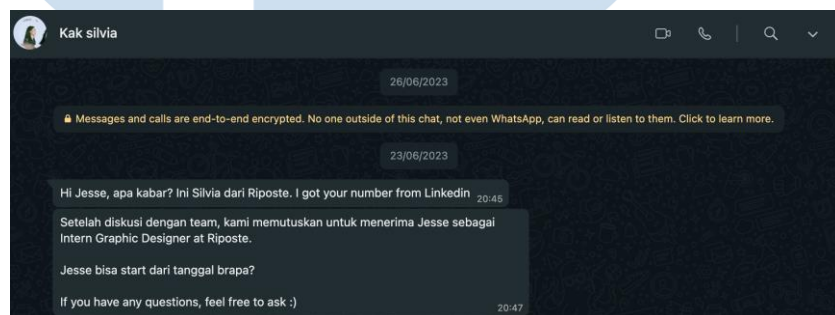 Kak silvia
26/06/2023
Messages and calls are end-to-end encrypted. No one outside of this chat, not even WhatsApp, can read or listen to them. Click to learn more.
23/06/2023
Hi Jesse, apa kabar? Ini Silvia dari Riposte. I got your number from Linkedin 20:45
Setelah diskusi dengan team, kami memutuskan untuk menerima Jesse sebagai
Intern Graphic Designer at Riposte.
Jesse bisa start dari tanggal brapa?
If you have any questions, feel free to ask :) 20:47